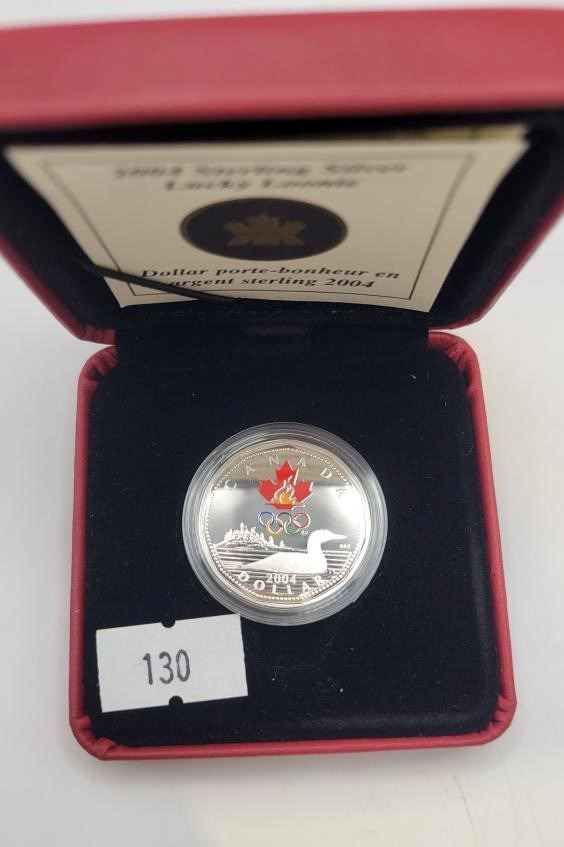 2004 Sterling Silver
Lucky Loonie
Dollar porte-bonheur en
argent sterling 2004
CANADA
2004
DOLLAR
130